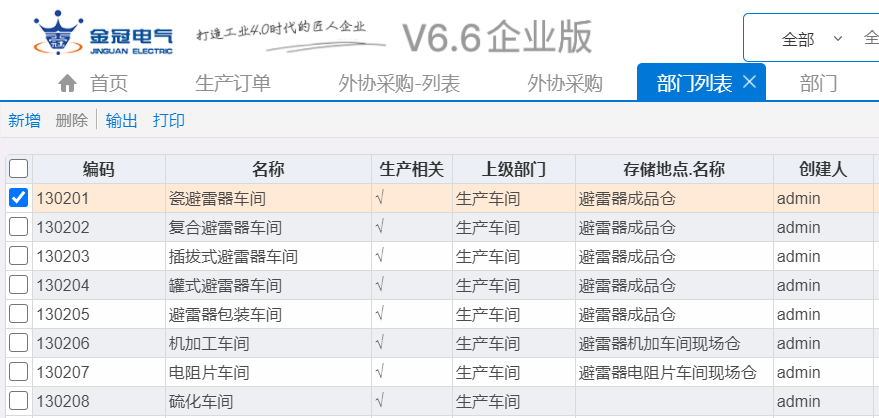 金冠电气 打造工业4.0时代的匠人企业 V6.6企业版 全部
JINGUAN ELECTRIC
首页 生产订单 外协采购-列表 外协采购 部门列表 部门
新增 删除 输出 打印
编码 名称 生产相关 上级部门 存储地点.名称 创建人
130201 瓷避雷器车间 √ 生产车间 避雷器成品仓 admin
130202 复合避雷器车间 √ 生产车间 避雷器成品仓 admin
130203 插拔式避雷器车间 √ 生产车间 避雷器成品仓 admin
130204 罐式避雷器车间 √ 生产车间 避雷器成品仓 admin
130205 避雷器包装车间 √ 生产车间 避雷器成品仓 admin
130206 机加工车间 √ 生产车间 避雷器机加车间现场仓 admin
130207 电阻片车间 √ 生产车间 避雷器电阻片车间现场仓 admin
130208 硫化车间 √ 生产车间 admin